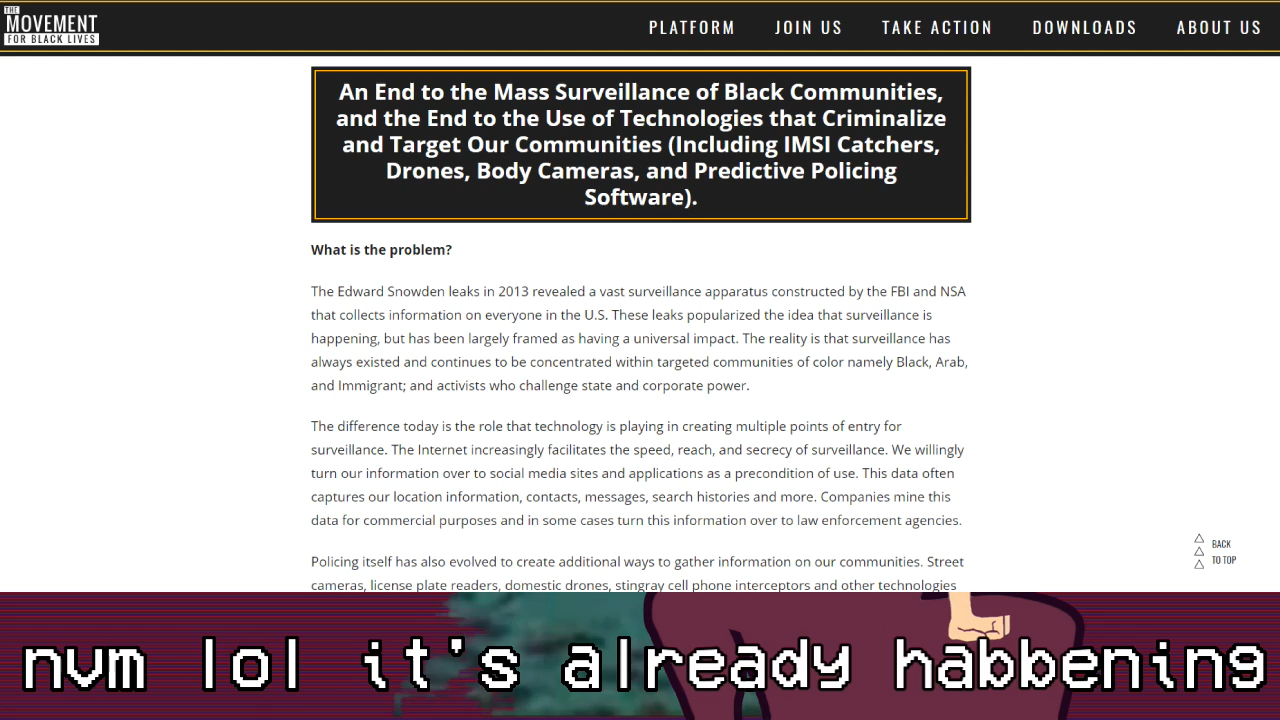 THE
MOVEMENT
FOR BLACK LIVES
PLATFORM JOIN US TAKE ACTION DOWNLOADS ABOUT US
An End to the Mass Surveillance of Black Communities,
and the End to the Use of Technologies that Criminalize
and Target Our Communities (Including IMSI Catchers,
Drones, Body Cameras, and Predictive Policing
Software).
What is the problem?
The Edward Snowden leaks in 2013 revealed a vast surveillance apparatus constructed by the FBI and NSA
that collects information on everyone in the U.S. These leaks popularized the idea that surveillance is
happening, but has been largely framed as having a universal impact. The reality is that surveillance has
always existed and continues to be concentrated within targeted communities of color namely Black, Arab,
and Immigrant; and activists who challenge state and corporate power.
The difference today is the role that technology is playing in creating multiple points of entry for
surveillance. The Internet increasingly facilitates the speed, reach, and secrecy of surveillance. We willingly
turn our information over to social media sites and applications as a precondition of use. This data often
captures our location information, contacts, messages, search histories and more. Companies mine this
data for commercial purposes and in some cases turn this information over to law enforcement agencies.
Policing itself has also evolved to create additional ways to gather information on our communities. Street
cameras, license plate readers, domestic drones, stingray cell phone interceptors and other technologies
BACK
TO TOP
nvm lol it's already habbening